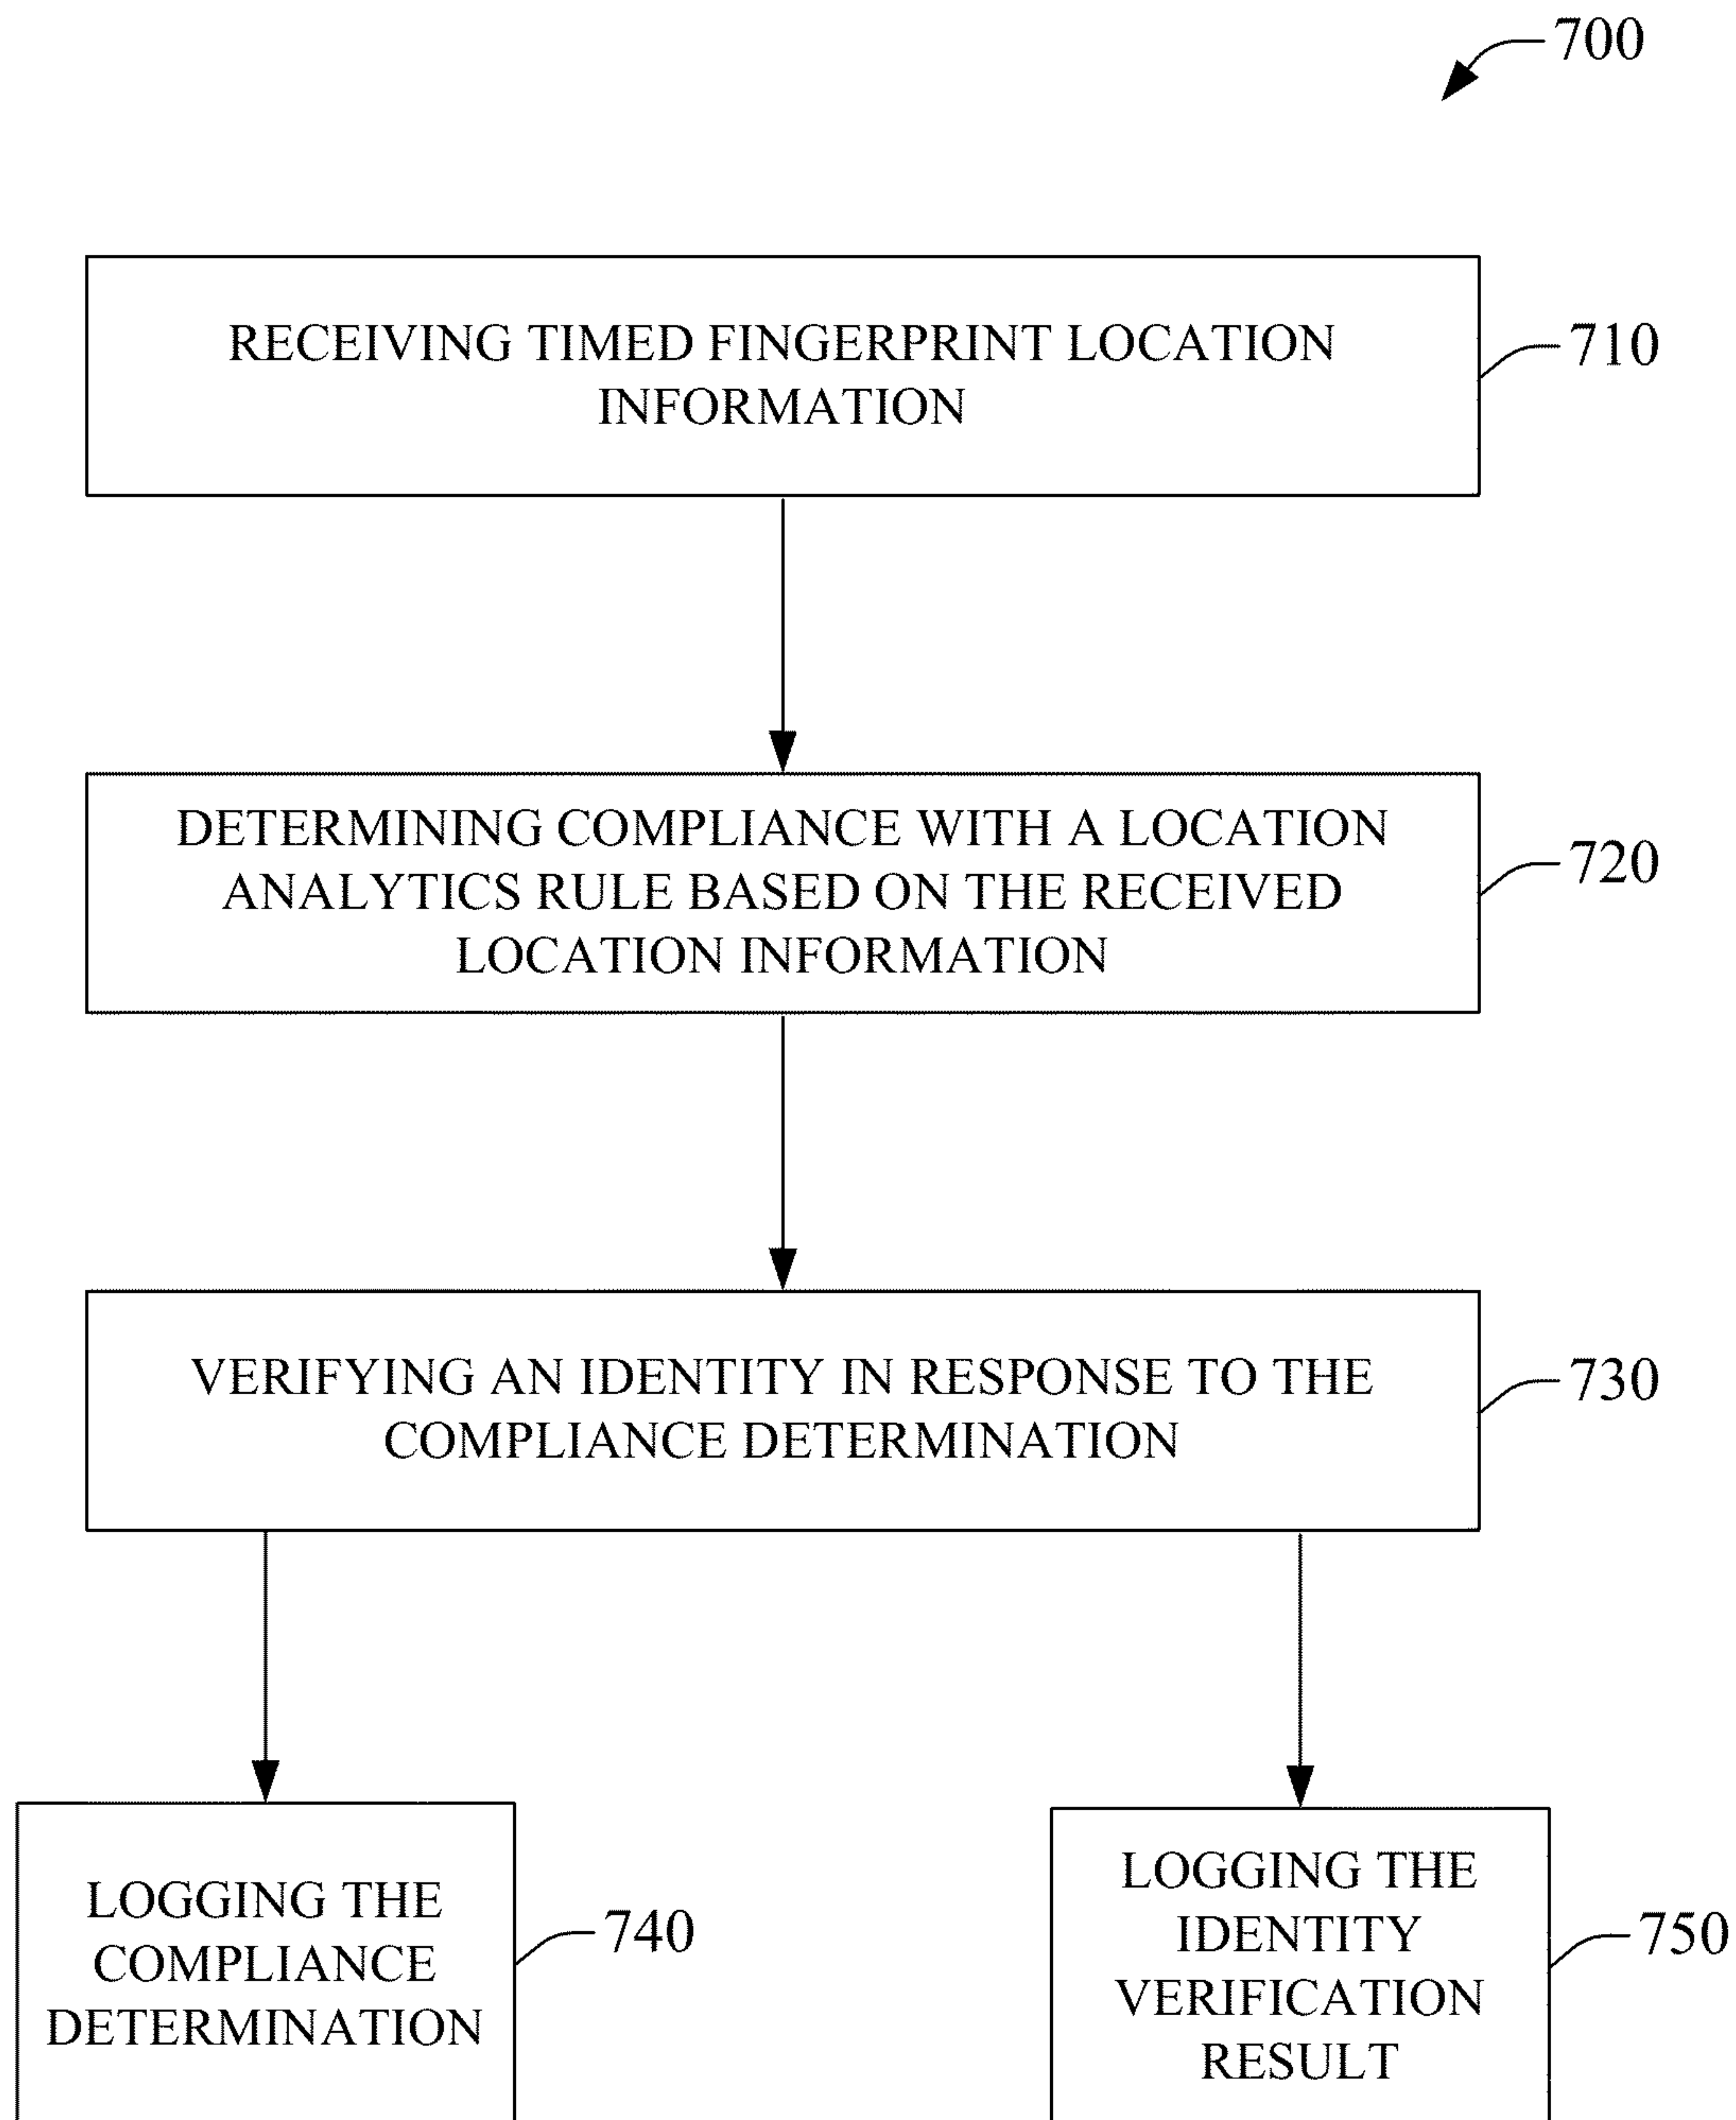 700
RECEIVING TIMED FINGERPRINT LOCATION
INFORMATION
710
DETERMINING COMPLIANCE WITH A LOCATION
ANALYTICS RULE BASED ON THE RECEIVED
LOCATION INFORMATION
720
VERIFYING AN IDENTITY IN RESPONSE TO THE
COMPLIANCE DETERMINATION
730
LOGGING THE
COMPLIANCE
DETERMINATION
740
LOGGING THE
IDENTITY
VERIFICATION
RESULT
750